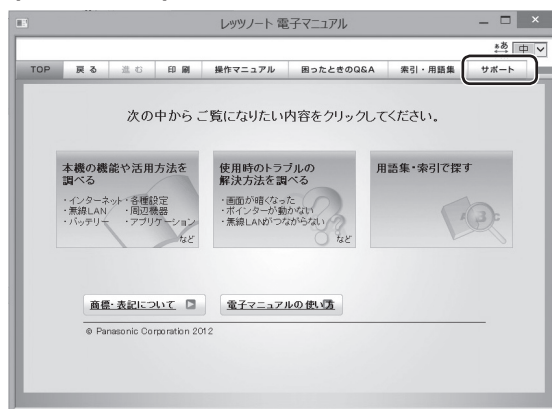 レッツノート 電子マニュアル
あ あ
中
TOP 戻る 進む 印刷 操作マニュアル 困ったときのQ&A 索引・用語集 サポート
次の中から ご覧になりたい内容をクリックしてください。
本機の機能や活用方法を
調べる
・インターネット ・各種設定
・無線LAN ・周辺機器
・バッテリー ・アプリケーション
など
使用時のトラブルの
解決方法を調べる
・画面が暗くなった
・ポインターが動かない
・無線LANがつながらない
など
用語集・索引で探す
商標・表記について
電子マニュアルの使い方
© Panasonic Corporation 2012